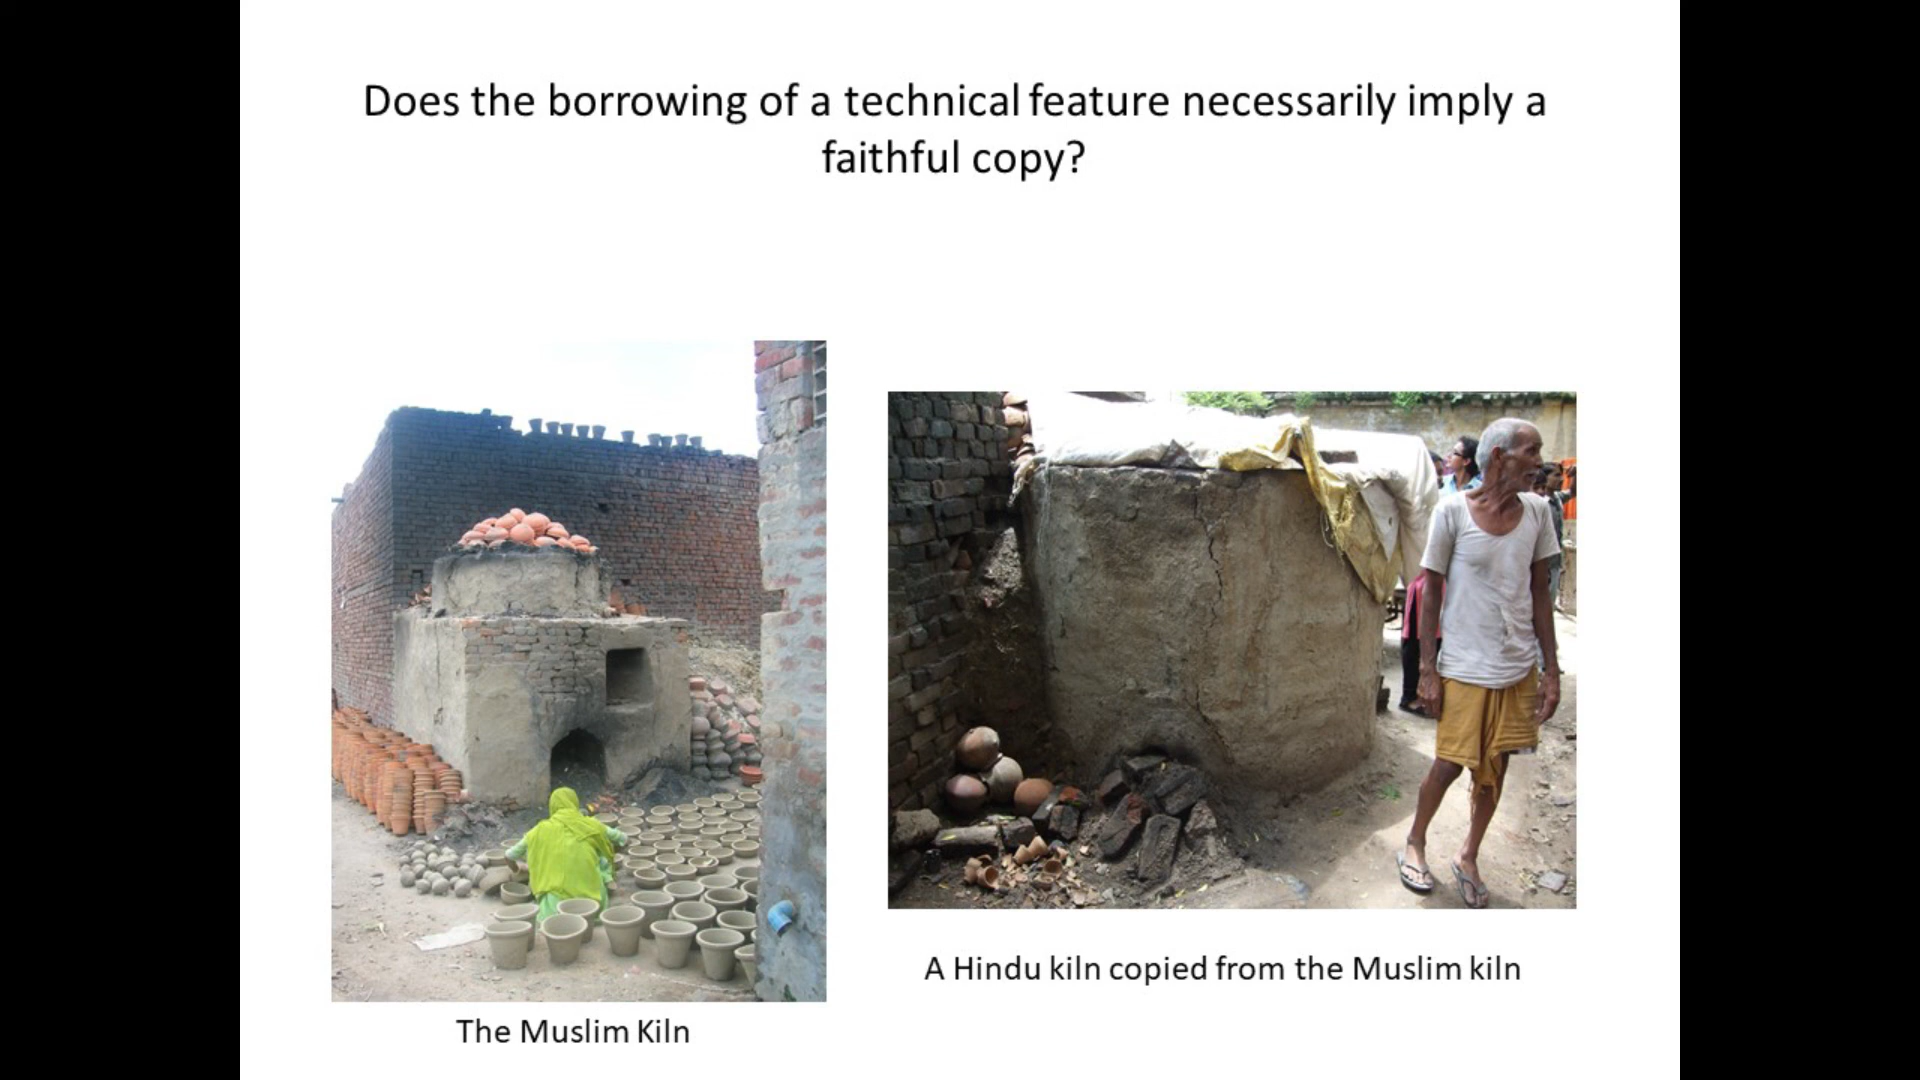 Does the borrowing of a technical feature necessarily imply a
faithful copy?
A Hindu kiln copied from the Muslim kiln
The Muslim Kiln